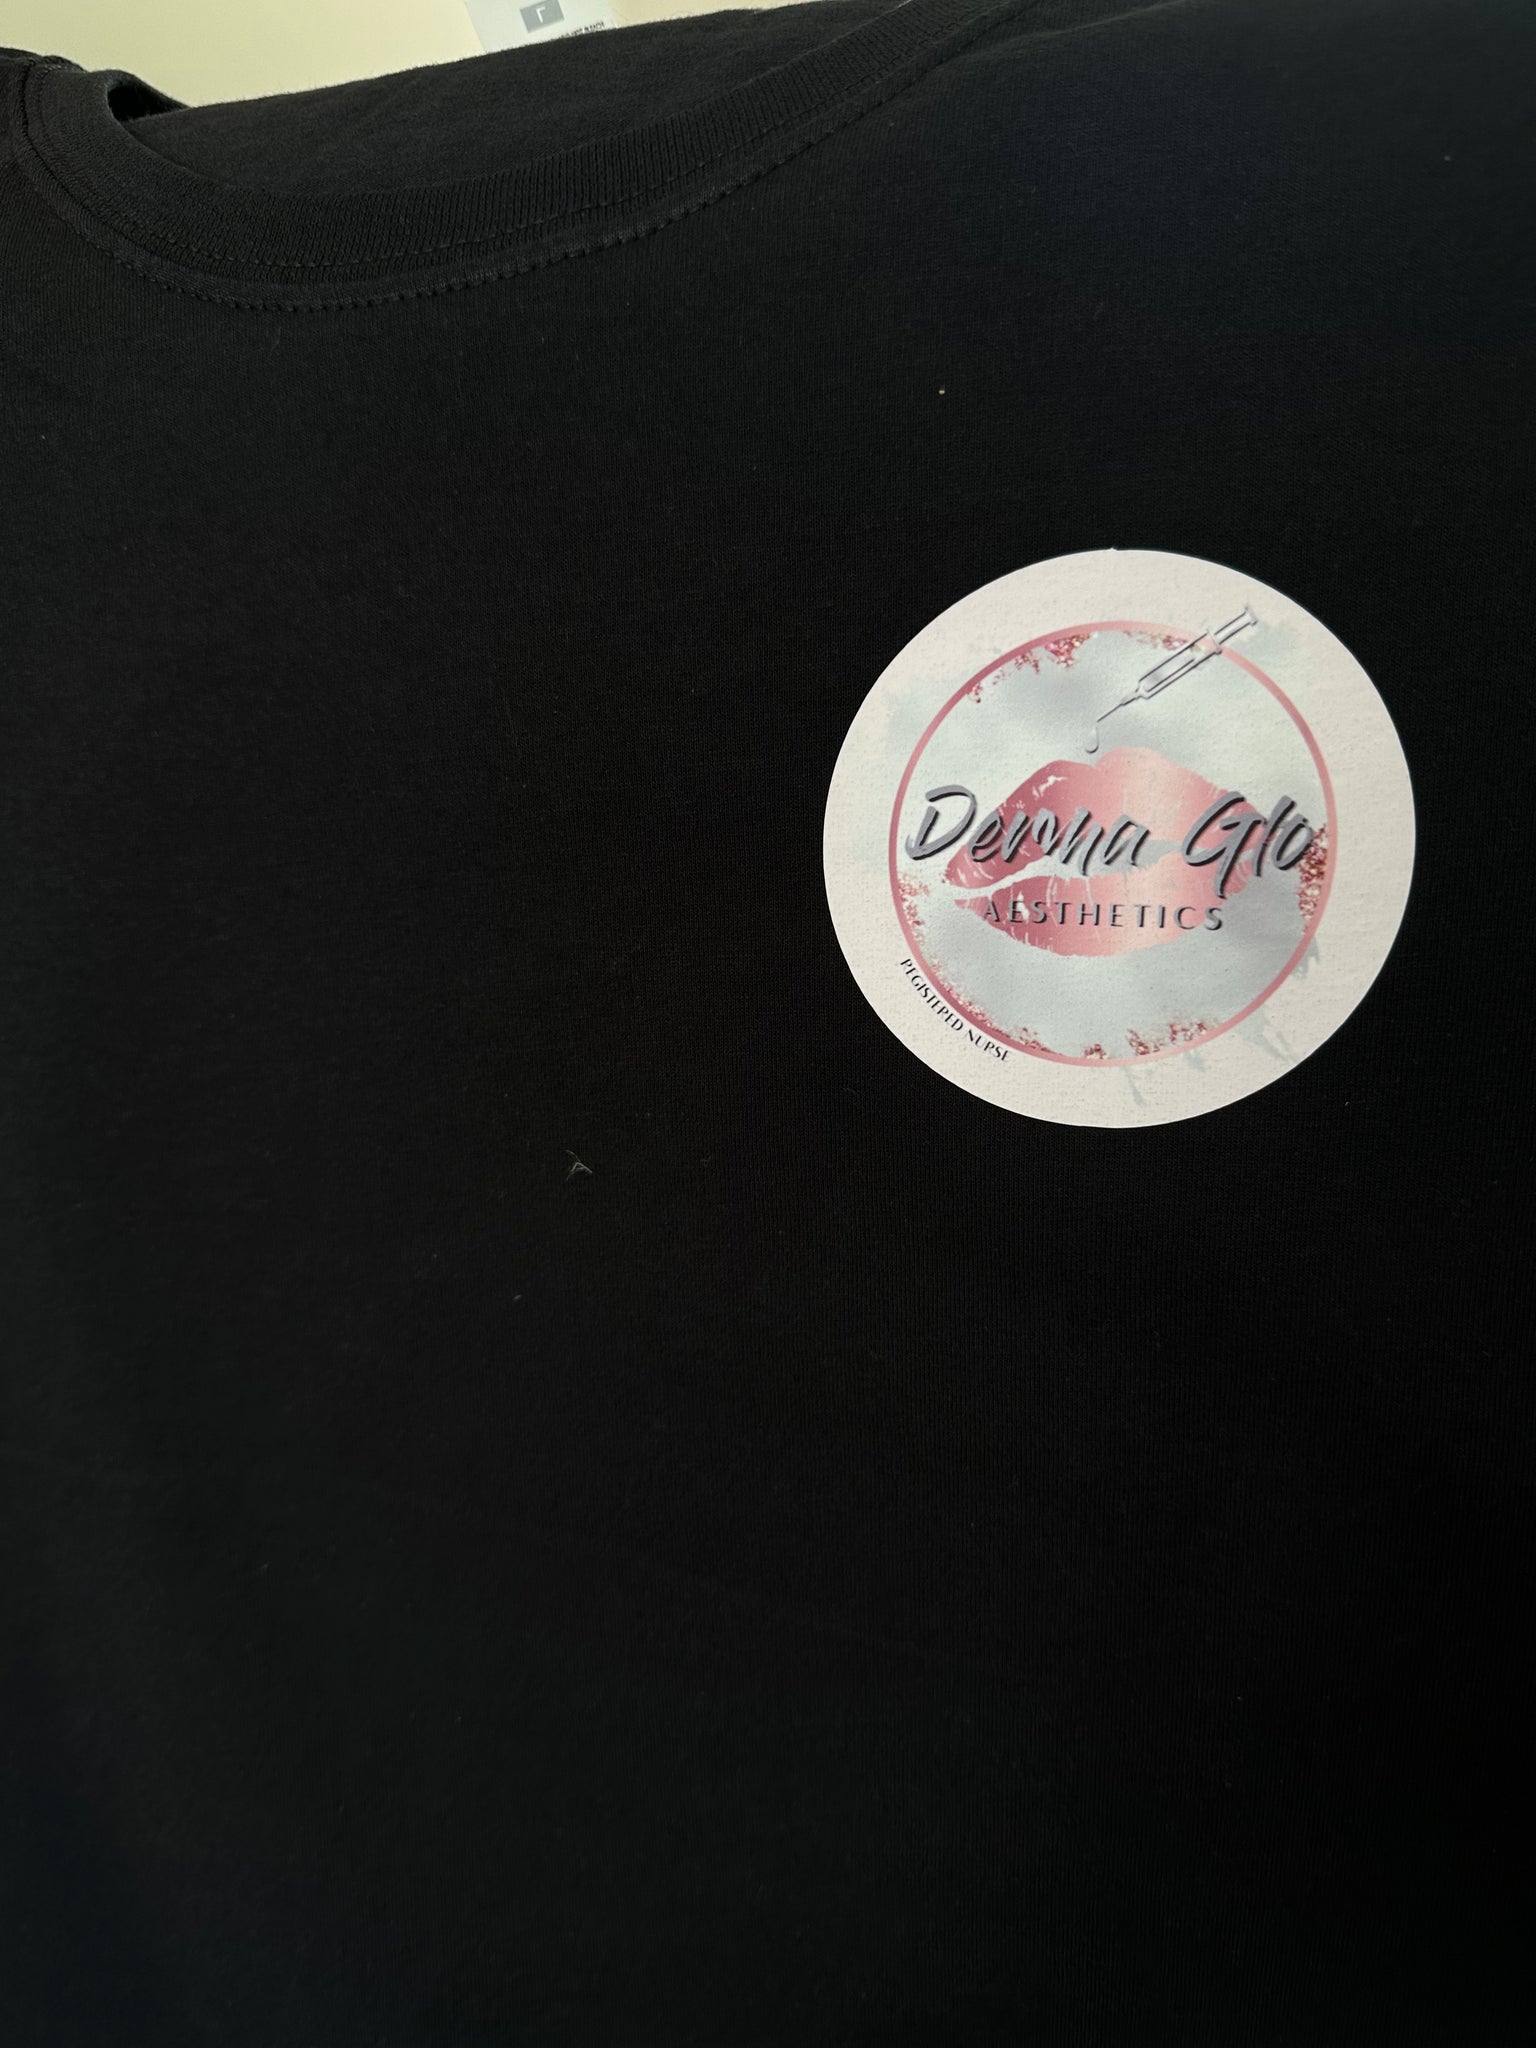 L
Derma Glo
AESTHETICS
REGISTERED NURSE